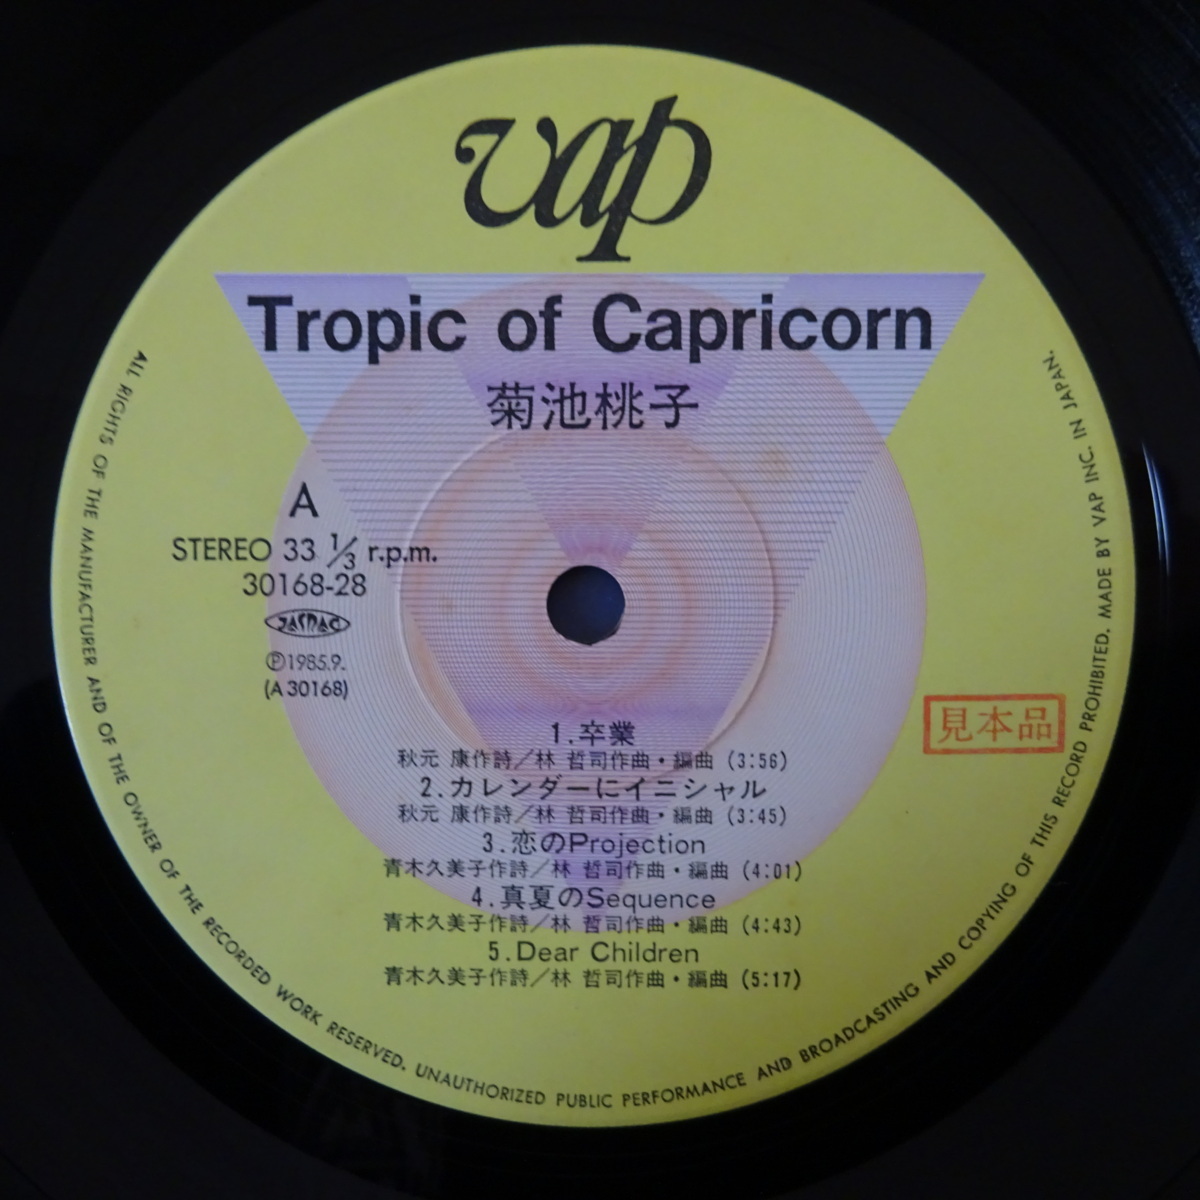 vap
Tropic of Capricorn
菊池桃子
A
STEREO 33 1/3 r.p.m.
30168-28
JASRAC
Ⓟ1985.9.
(A 30168)
見本品
1.卒業
秋元 康作詩／林 哲司作曲・編曲 (3:56)
2.カレンダーにイニシャル
秋元 康作詩／林 哲司作曲・編曲 (3:45)
3.恋のProjection
青木久美子作詩／林 哲司作曲・編曲 (4:01)
4.真夏のSequence
青木久美子作詩／林 哲司作曲・編曲 (4:43)
5.Dear Children
青木久美子作詩／林 哲司作曲・編曲 (5:17)
ALL RIGHTS OF THE MANUFACTURER AND OF THE OWNER OF THE RECORDED WORK RESERVED. UNAUTHORIZED PUBLIC PERFORMANCE AND BROADCASTING AND COPYING OF THIS RECORD PROHIBITED. MADE BY VAP INC. IN JAPAN.